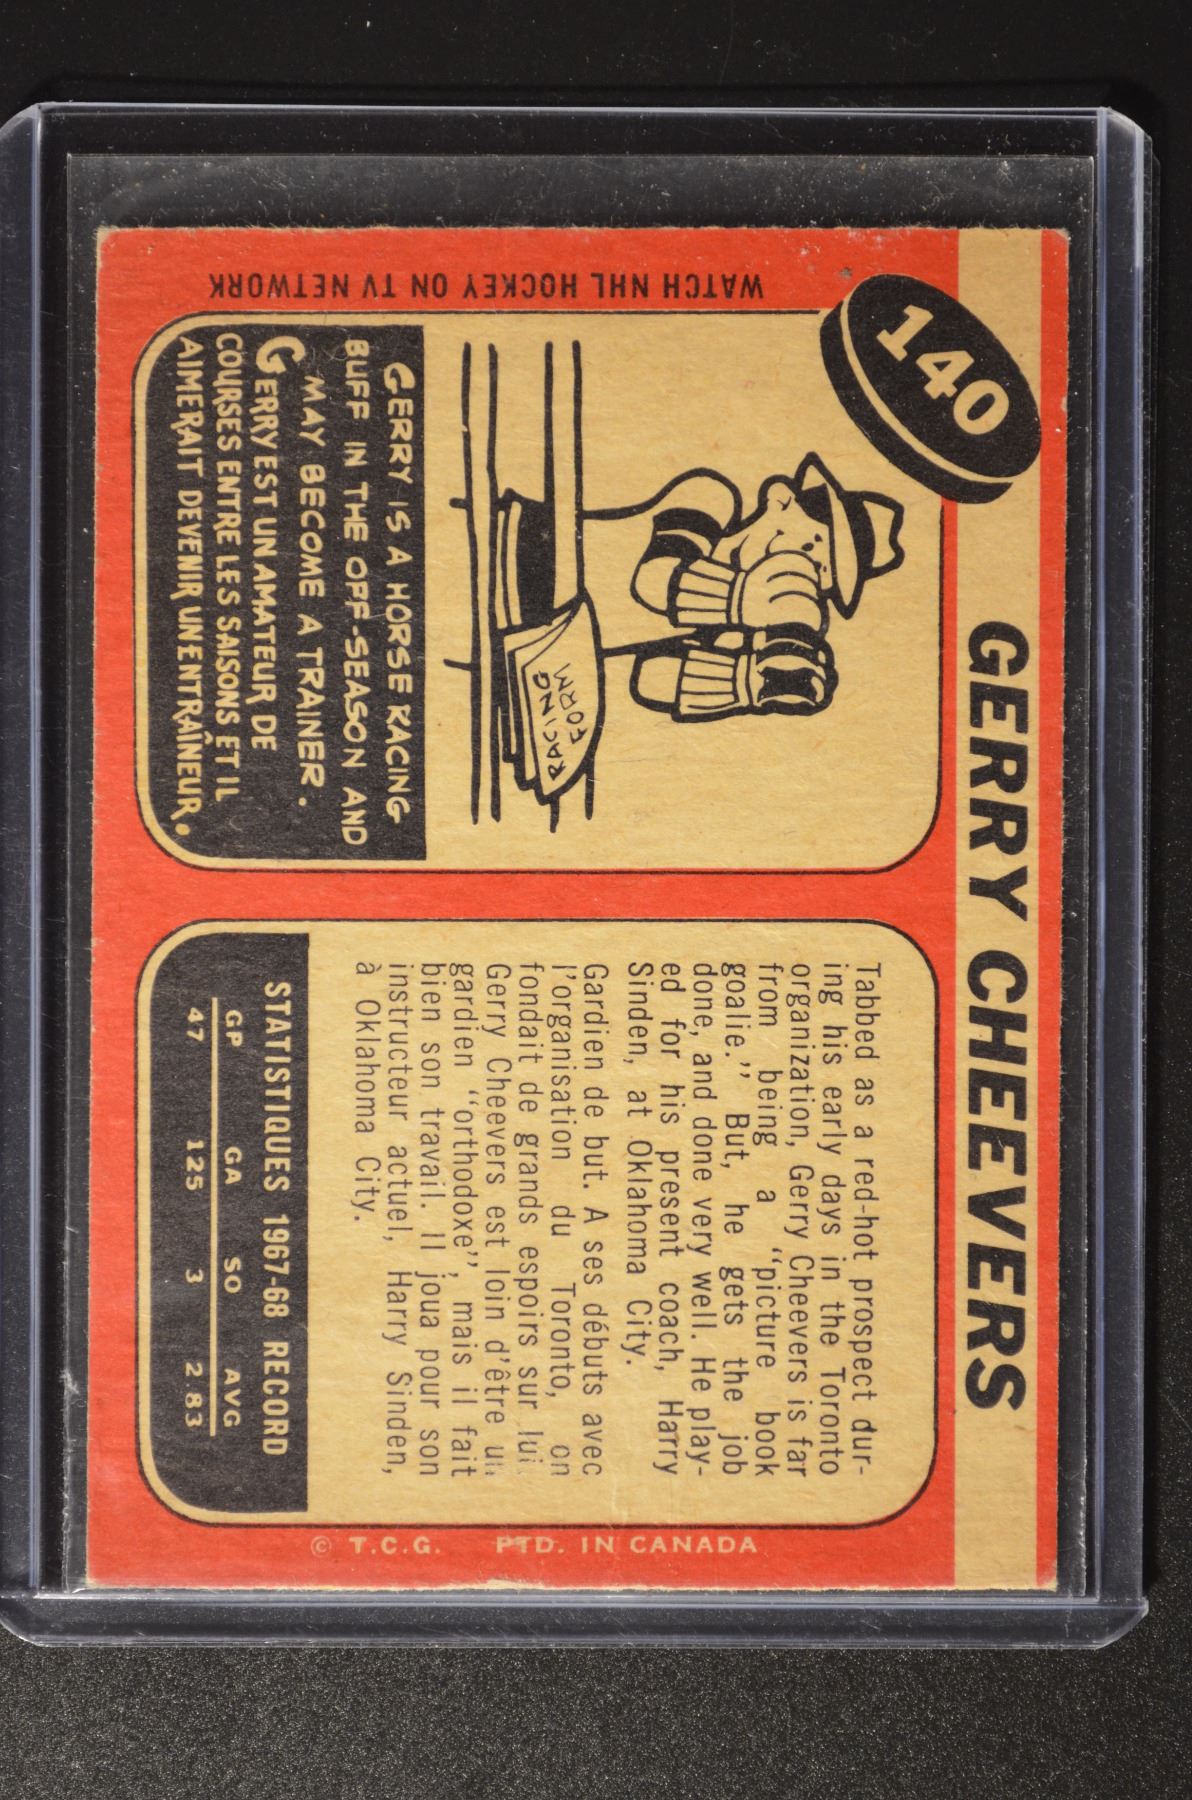 140
GERRY CHEEVERS
WATCH NHL HOCKEY ON TV NETWORK
RACING
FORM
GERRY IS A HORSE RACING
BUFF IN THE OFF-SEASON AND
MAY BECOME A TRAINER.
GERRY EST UN AMATEUR DE
COURSES ENTRE LES SAISONS ET IL
AIMERAIT DEVENIR UN ENTRAÎNEUR.
Tabbed as a red-hot prospect dur-
ing his early days in the Toronto
organization, Gerry Cheevers is far
from being a “picture book
goalie.” But, he gets the job
done, and done very well. He play-
ed for his present coach, Harry
Sinden, at Oklahoma City.
Gardien de but. A ses débuts avec
l’organisation du Toronto, on
fondait de grands espoirs sur lui.
Gerry Cheevers est loin d’être un
gardien “orthodoxe”, mais il fait
bien son travail. Il joua pour son
instructeur actuel, Harry Sinden,
à Oklahoma City.
STATISTIQUES 1967-68 RECORD
GP GA SO AVG
47 125 3 2 83
© T.C.G. PTD. IN CANADA